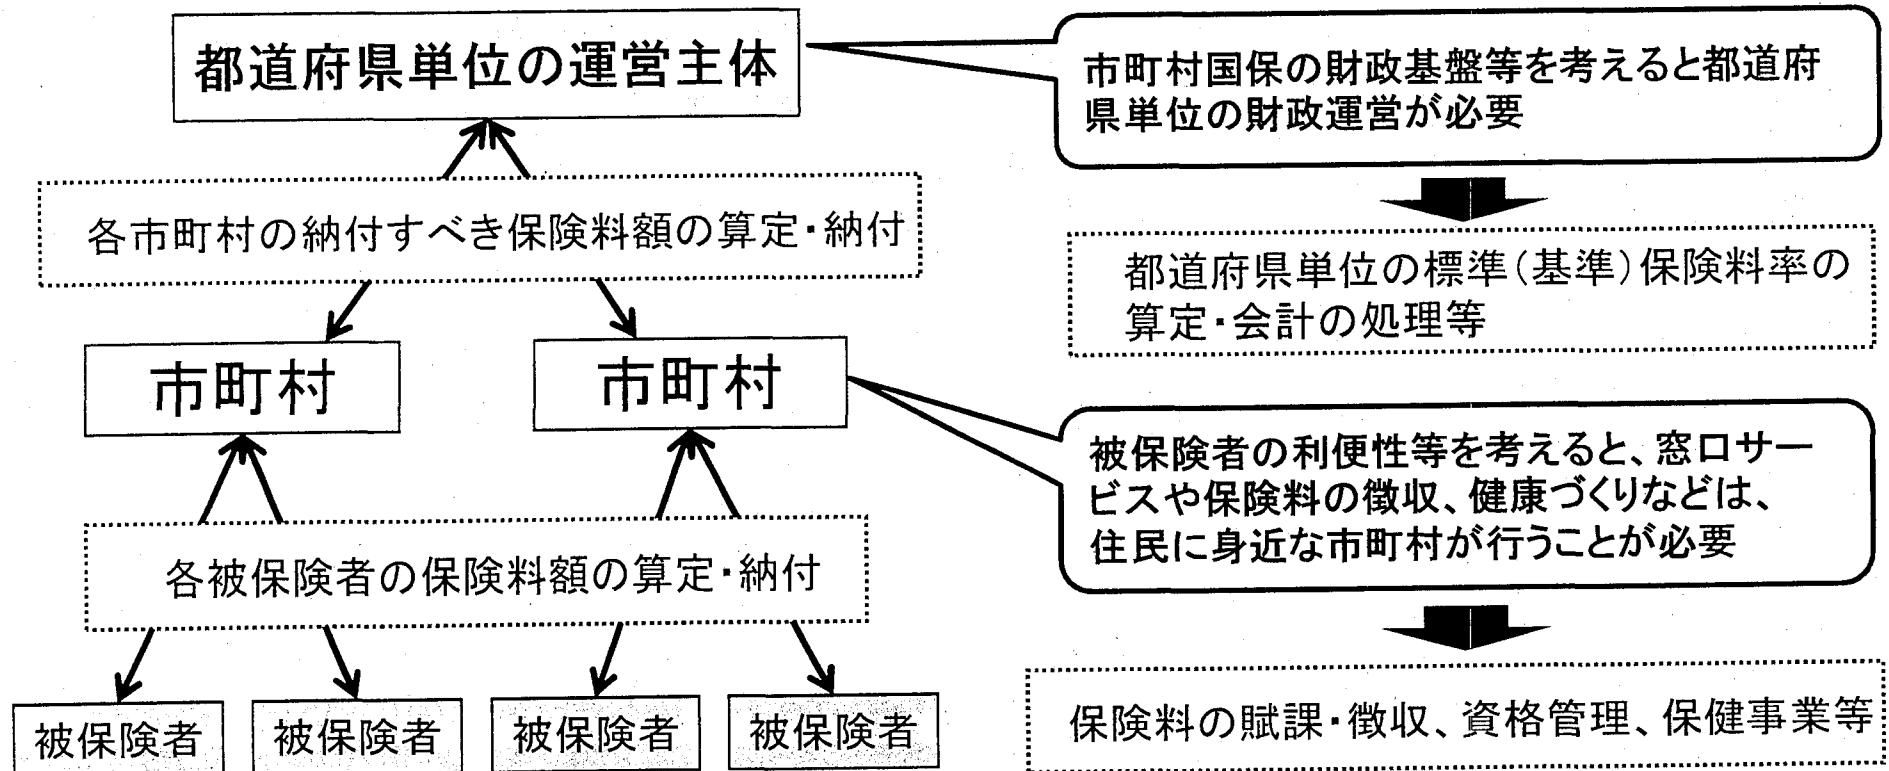 都道府県単位の運営主体
市町村国保の財政基盤等を考えると都道府
県単位の財政運営が必要
各市町村の納付すべき保険料額の算定・納付
都道府県単位の標準(基準)保険料率の
算定・会計の処理等
市町村
市町村
被保険者の利便性等を考えると、窓口サー
ビスや保険料の徴収、健康づくりなどは、
住民に身近な市町村が行うことが必要
各被保険者の保険料額の算定・納付
保険料の賦課・徴収、資格管理、保健事業等
被保険者
被保険者
被保険者
被保険者